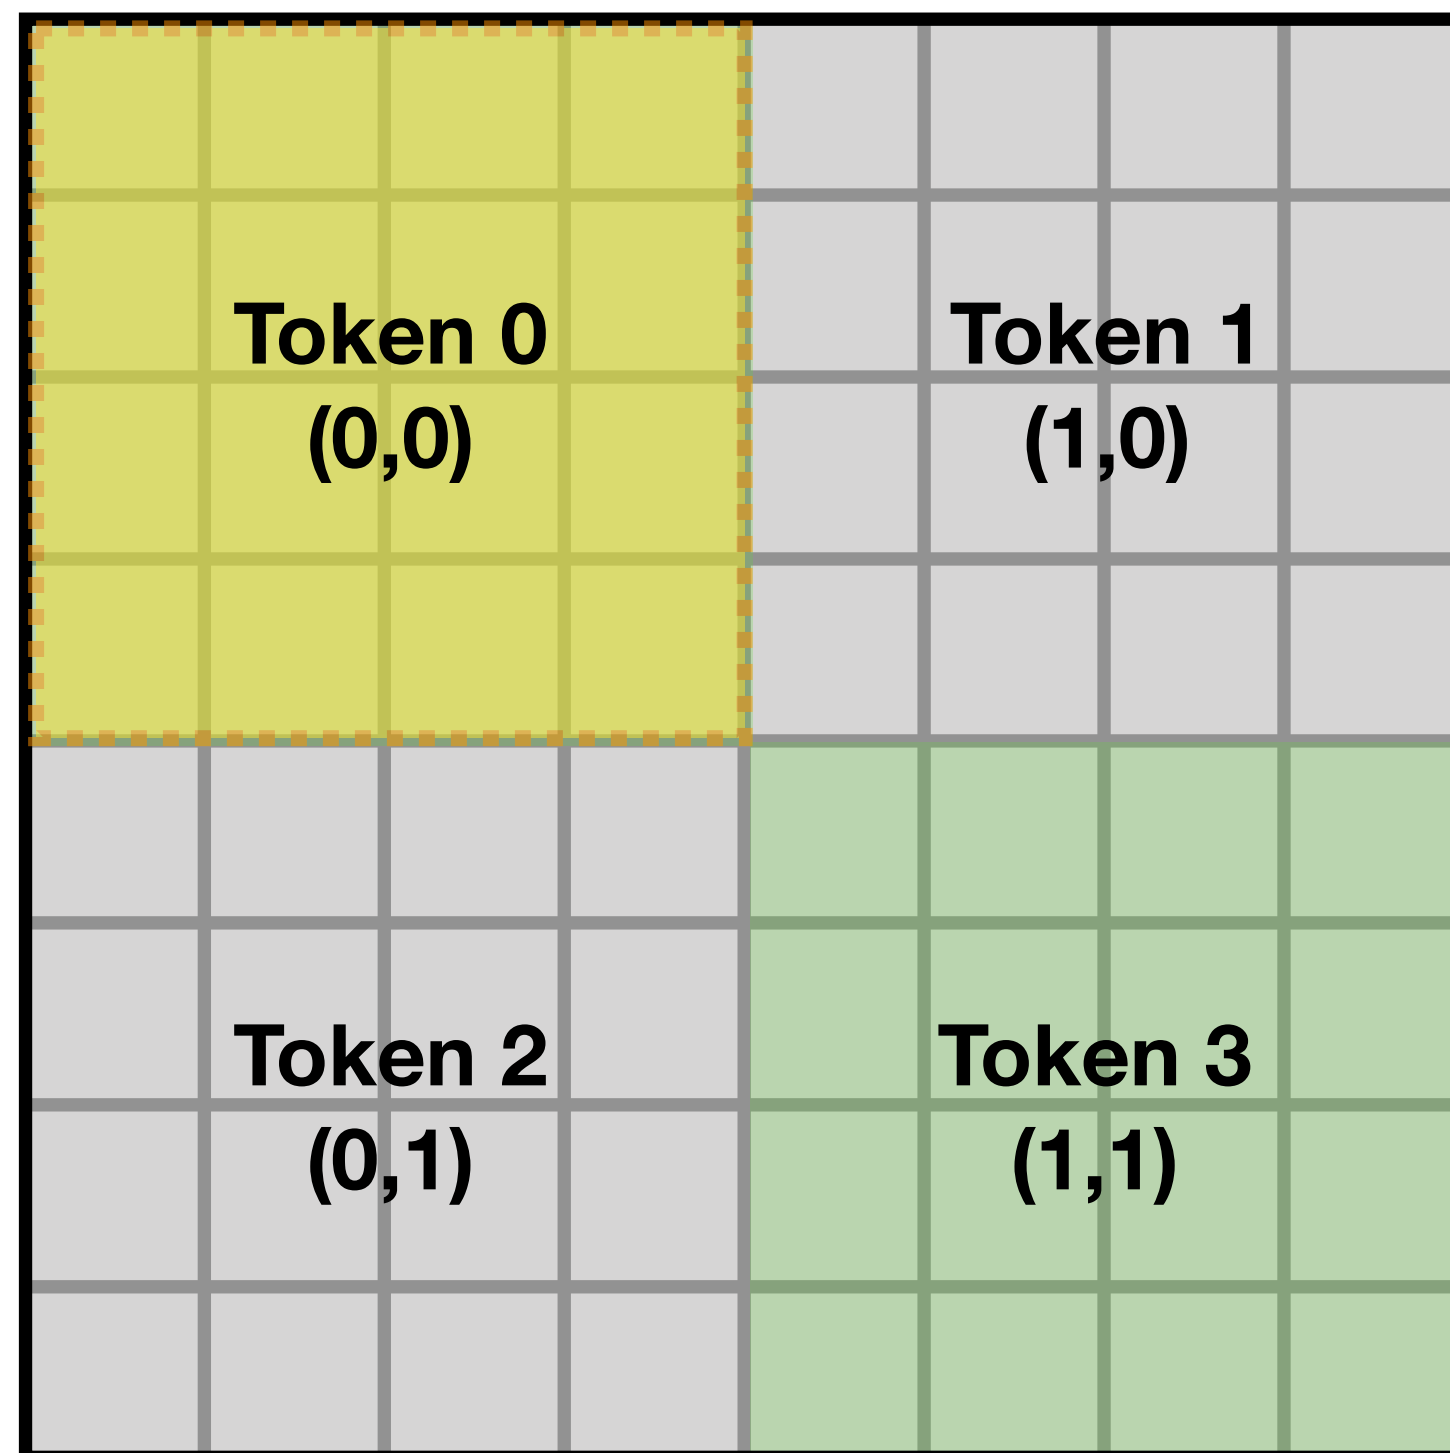 Token 0
(0,0)
Token 1
(1,0)
Token 2
(0,1)
Token 3
(1,1)